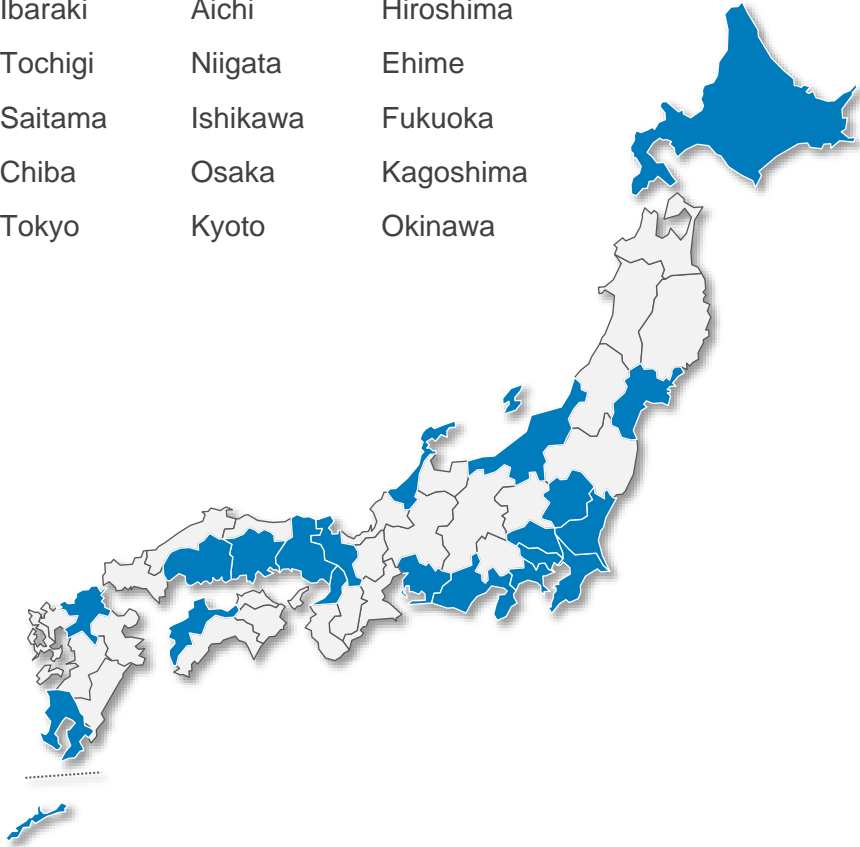 Ibaraki Aichi Hiroshima
Tochigi Niigata Ehime
Saitama Ishikawa Fukuoka
Chiba Osaka Kagoshima
Tokyo Kyoto Okinawa